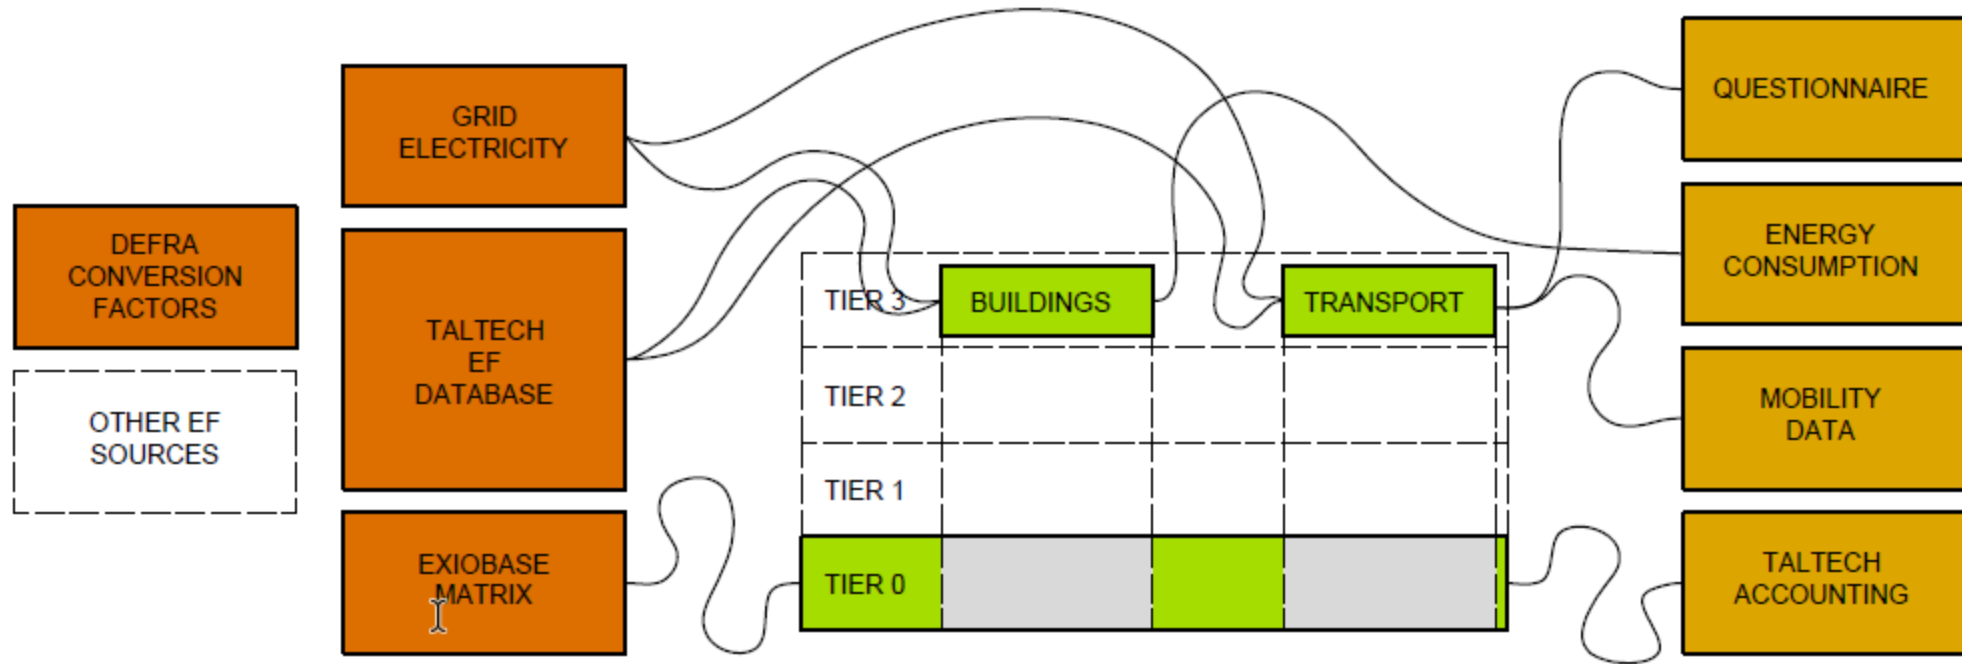 DEFRA
CONVERSION
FACTORS
OTHER EF
SOURCES
GRID
ELECTRICITY
TALTECH
EF
DATABASE
EXIOBASE
MATRIX
TIER 3
BUILDINGS
TRANSPORT
TIER 2
TIER 1
TIER 0
QUESTIONNAIRE
ENERGY
CONSUMPTION
MOBILITY
DATA
TALTECH
ACCOUNTING